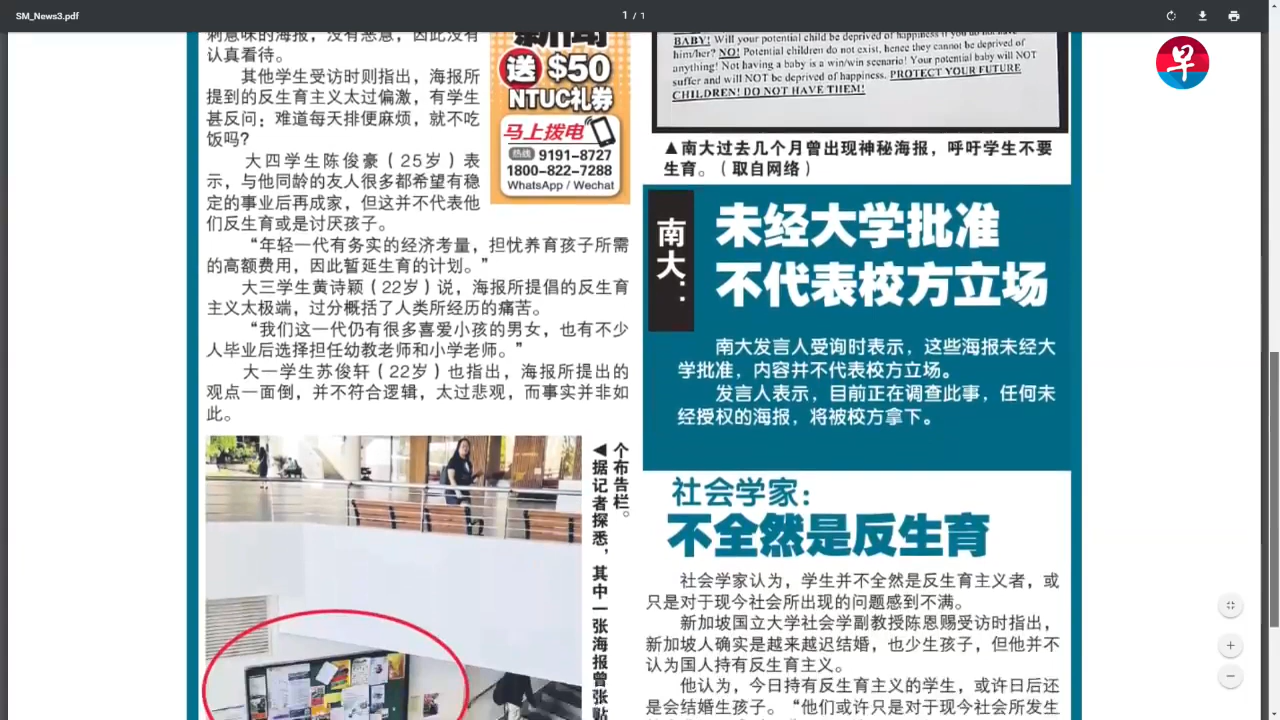 SM_News3.pdf
1 / 1
刺意味的海报，没有恶意，因此没有
认真看待。
其他学生受访时则指出，海报所
提到的反生育主义太过偏激，有学生
甚反问：难道每天排便麻烦，就不吃
饭吗？
大四学生陈俊豪（25岁）表
示，与他同龄的友人很多都希望有稳
定的事业后再成家，但这并不代表他
们反生育或是讨厌孩子。
“年轻一代有务实的经济考量，担忧养育孩子所需
的高额费用，因此暂延生育的计划。”
大三学生黄诗颖（22岁）说，海报所提倡的反生育
主义太极端，过分概括了人类所经历的痛苦。
“我们这一代仍有很多喜爱小孩的男女，也有不少
人毕业后选择担任幼教老师和小学老师。”
大一学生苏俊轩（22岁）也指出，海报所提出的
观点一面倒，并不符合逻辑，太过悲观，而事实并非如
此。
新闻
送 $50
NTUC礼券
马上拨电
热线 9191-8727
1800-822-7288
WhatsApp / Wechat
◀据记者探悉，其中一张海报曾张贴
个布告栏。
BABY! Will your potential child be deprived of happiness if you do not have
him/her? NO! Potential children do not exist, hence they cannot be deprived of
anything! Not having a baby is a win/win scenario! Your potential baby will NOT
suffer and will NOT be deprived of happiness. PROTECT YOUR FUTURE
CHILDREN! DO NOT HAVE THEM!
▲南大过去几个月曾出现神秘海报，呼吁学生不要
生育。（取自网络）
南大：
未经大学批准
不代表校方立场
南大发言人受询时表示，这些海报未经大
学批准，内容并不代表校方立场。
发言人表示，目前正在调查此事，任何未
经授权的海报，将被校方拿下。
社会学家：
不全然是反生育
社会学家认为，学生并不全然是反生育主义者，或
只是对于现今社会所出现的问题感到不满。
新加坡国立大学社会学副教授陈恩赐受访时指出，
新加坡人确实是越来越迟结婚，也少生孩子，但他并不
认为国人持有反生育主义。
他认为，今日持有反生育主义的学生，或许日后还
是会结婚生孩子。“他们或许只是对于现今社会所发生
早